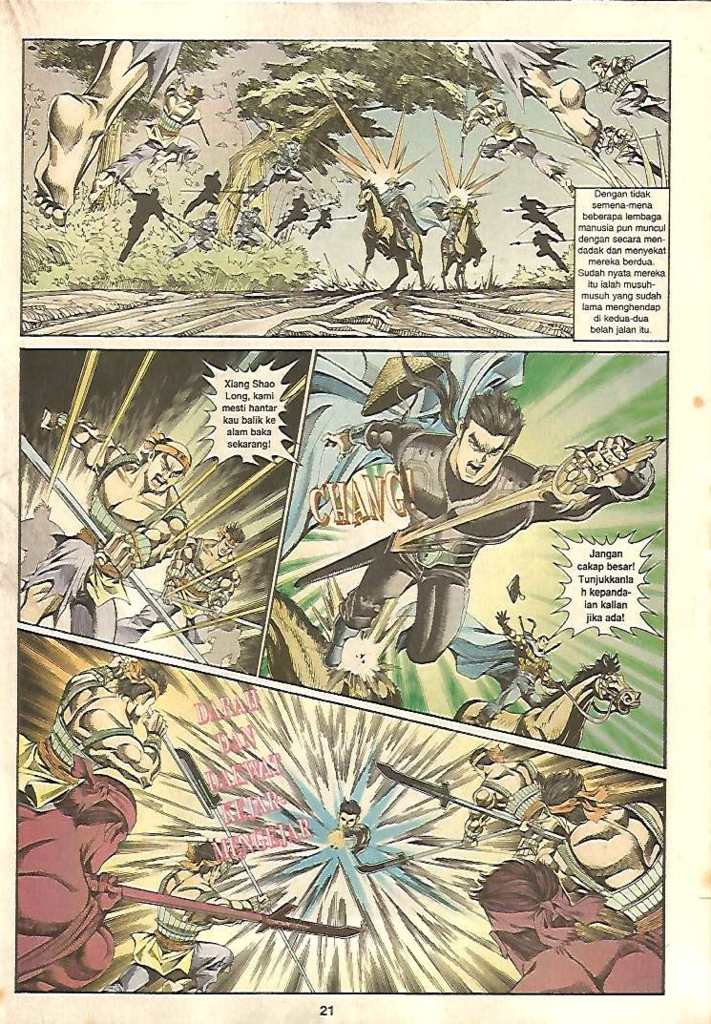 Dengan tidak
semena-mena
beberapa lembaga
manusia pun muncul
dengan secara men-
dadak dan menyekat
mereka berdua.
Sudah nyata mereka
itu ialah musuh-
musuh yang sudah
lama menghendap
di kedua-dua
belah jalan itu.
Xiang Shao
Long, kami
mesti hantar
kau balik ke
alam baka
sekarang!
CHANG!
Jangan
cakap besar!
Tunjukkanla
h kepanda-
ian kalian
jika ada!
DARAH
DAN
KEJAR-
MENGEJAR
21